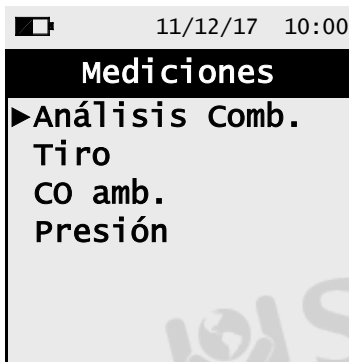 11/12/17 10:00
Mediciones
▶Análisis Comb.
Tiro
CO amb.
Presión